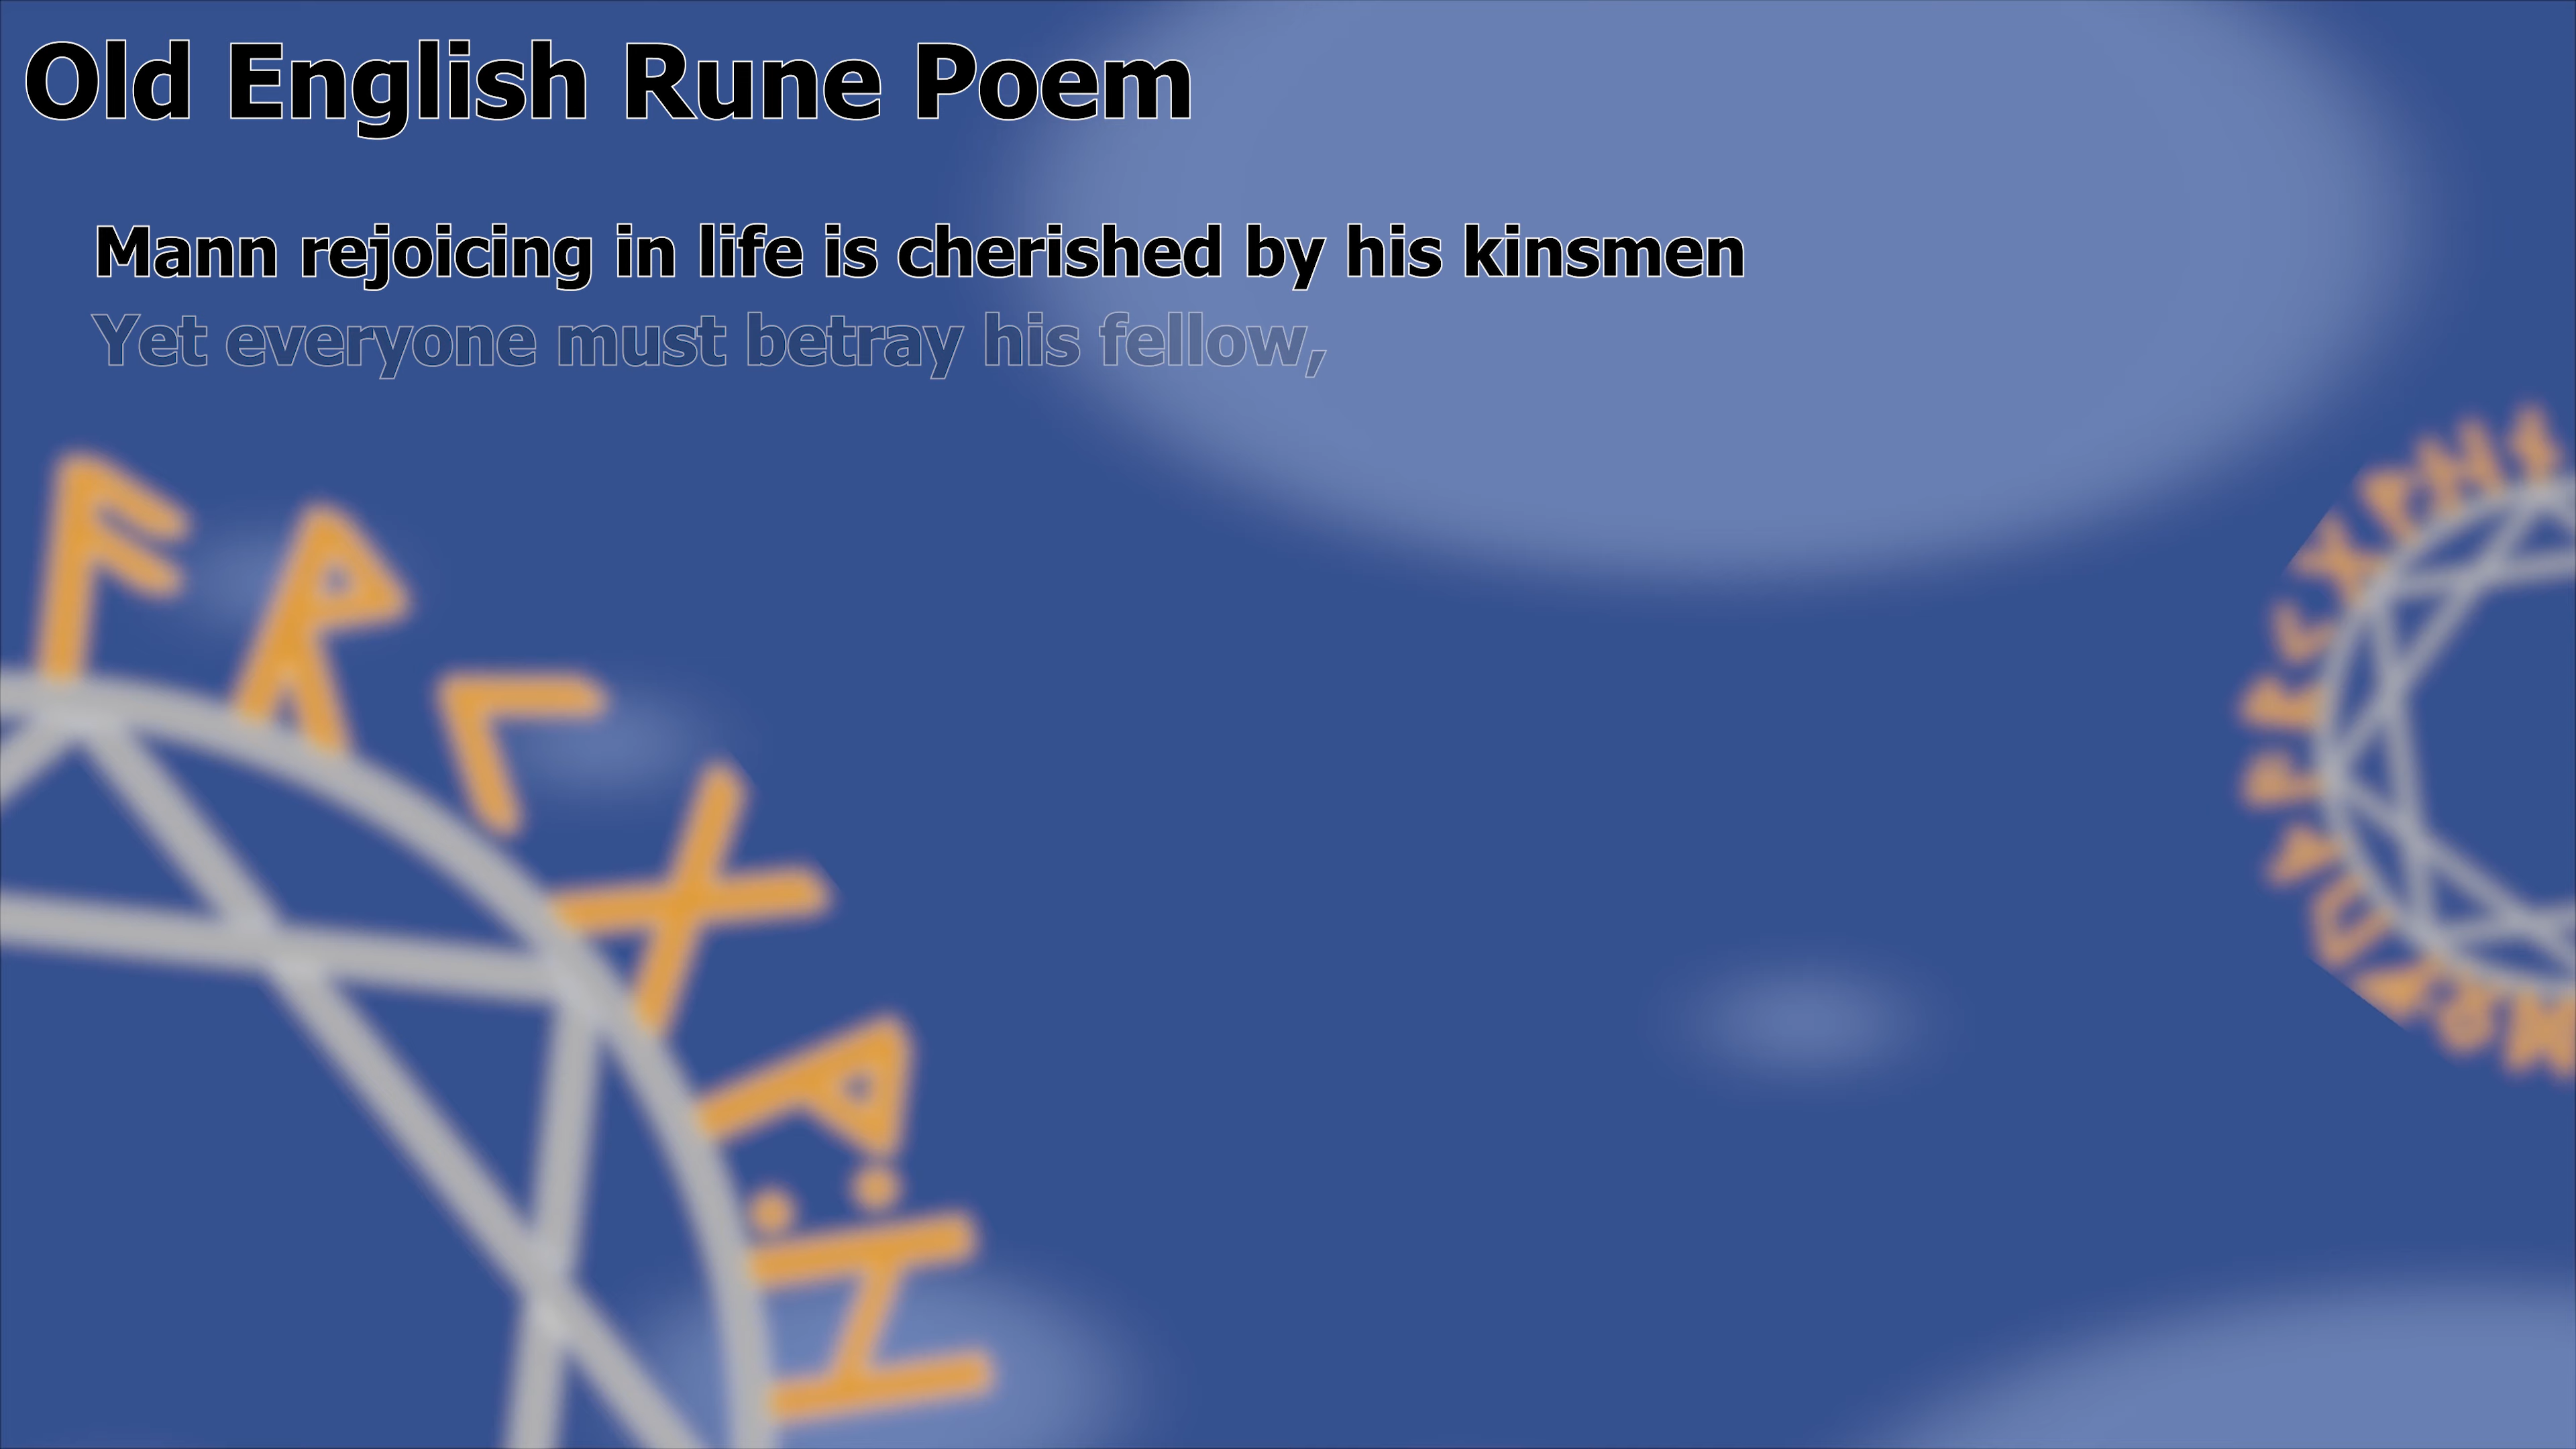 Old English Rune Poem
Mann rejoicing in life is cherished by his kinsmen
Yet everyone must betray his fellow,
ᚨ ᚱ ᚲ ᚷ ᚹ : ᚺ